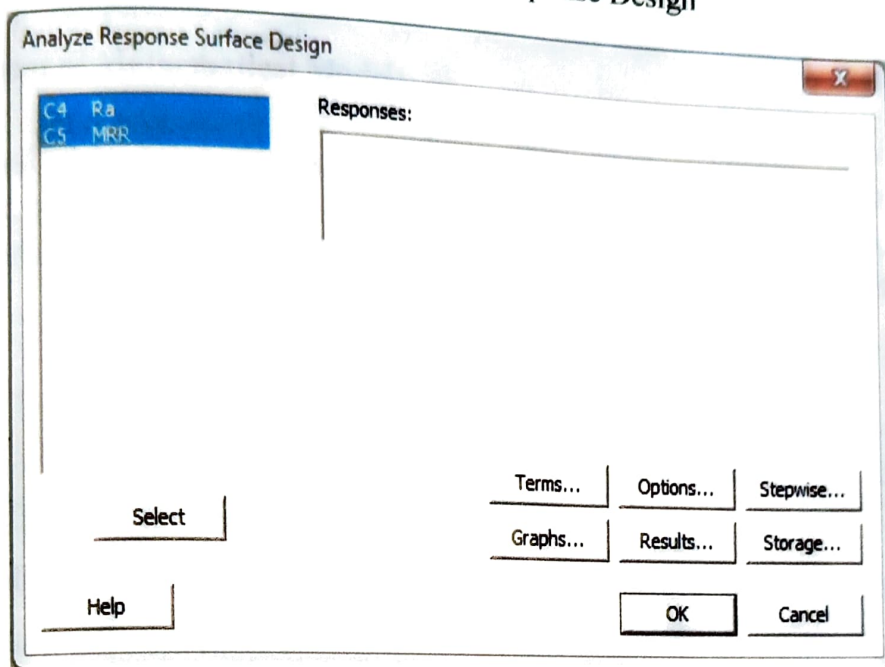 Design
Analyze Response Surface Design
x
C4 Ra
C5 MRR
Responses:
Terms...
Options...
Stepwise...
Select
Graphs...
Results...
Storage...
Help
OK
Cancel